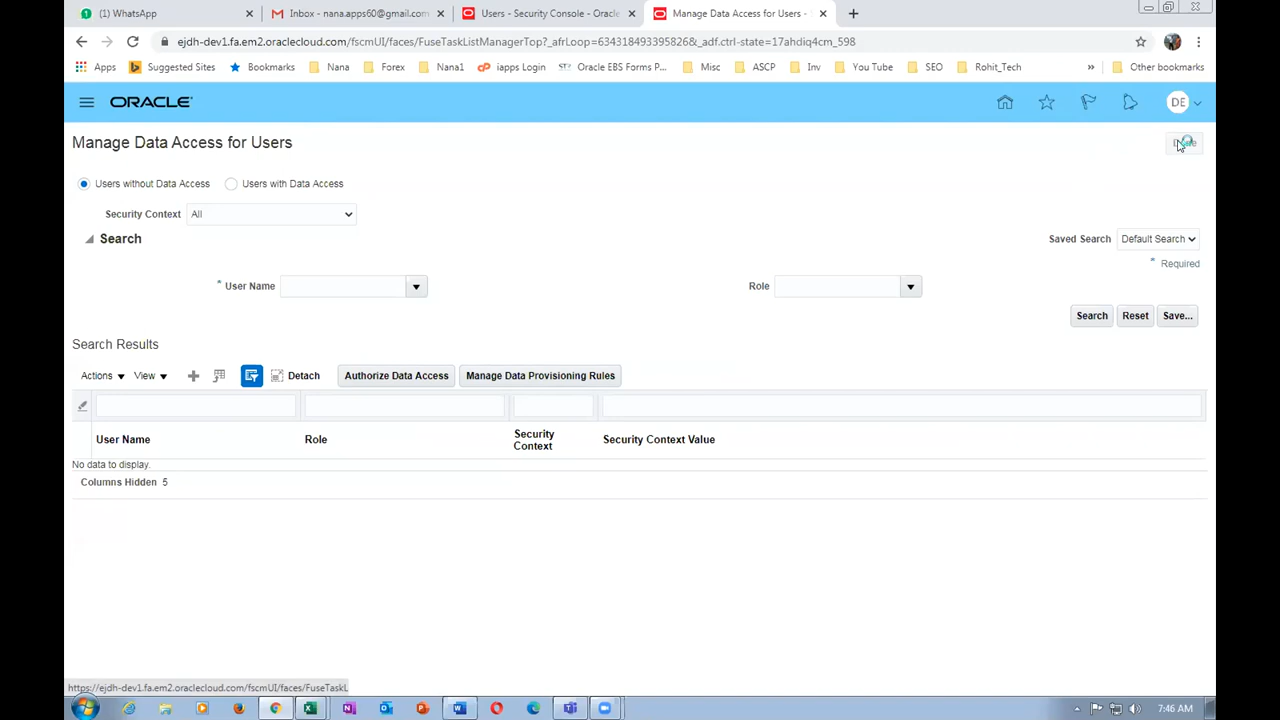 (1) WhatsApp
Inbox - nana.apps60@gmail.com
Users - Security Console - Oracle
Manage Data Access for Users -
ejdh-dev1.fa.em2.oraclecloud.com/fscmUI/faces/FuseTaskListManagerTop?_afrLoop=6343184933958268&_adf.ctrl-state=17ahdiq4cm_598
Apps
Suggested Sites
Bookmarks
Nana
Forex
Nana1
iapps Login
Oracle EBS Forms P...
Misc
ASCP
Inv
You Tube
SEO
Rohit_Tech
»
Other bookmarks
ORACLE
DE
Manage Data Access for Users
Users without Data Access
Users with Data Access
Security Context
All
Search
Saved Search
Default Search
* Required
* User Name
Role
Search
Reset
Save...
Search Results
Actions
View
Detach
Authorize Data Access
Manage Data Provisioning Rules
User Name
Role
Security
Context
Security Context Value
No data to display.
Columns Hidden 5
https://ejdh-dev1.fa.em2.oraclecloud.com/fscmUI/faces/FuseTaskL
7:46 AM